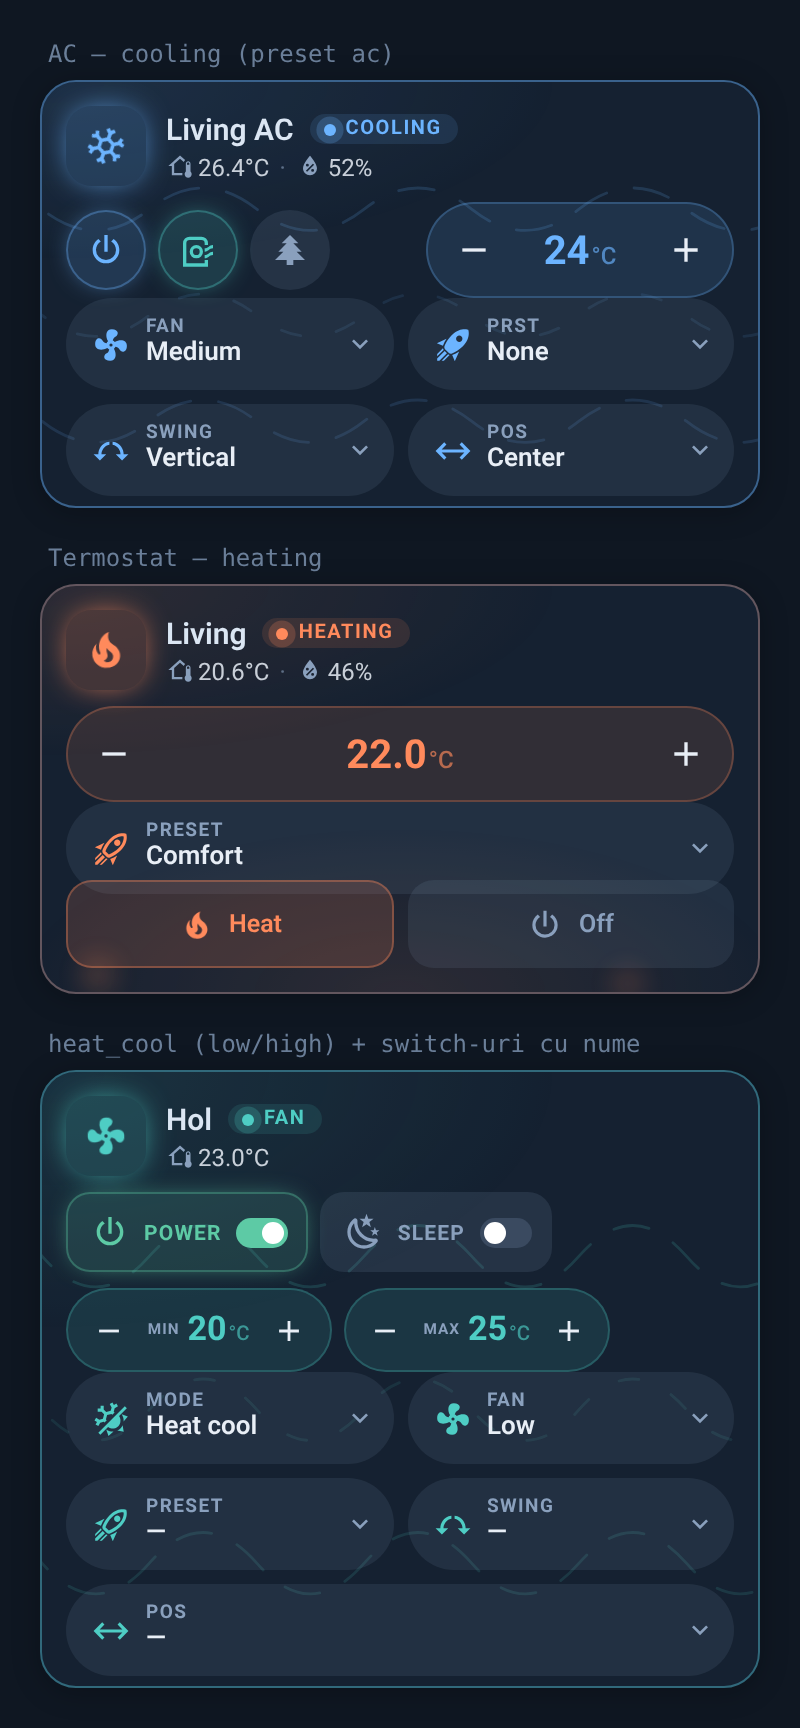 AC — cooling (preset ac)
Living AC COOLING
26.4°C · 52%
24 °C
FAN
Medium
PRST
None
SWING
Vertical
POS
Center
Termostat — heating
Living HEATING
20.6°C · 46%
22.0 °C
PRESET
Comfort
Heat
Off
heat_cool (low/high) + switch-uri cu nume
Hol FAN
23.0°C
POWER
SLEEP
MIN 20 °C
MAX 25 °C
MODE
Heat cool
FAN
Low
PRESET
—
SWING
—
POS
—